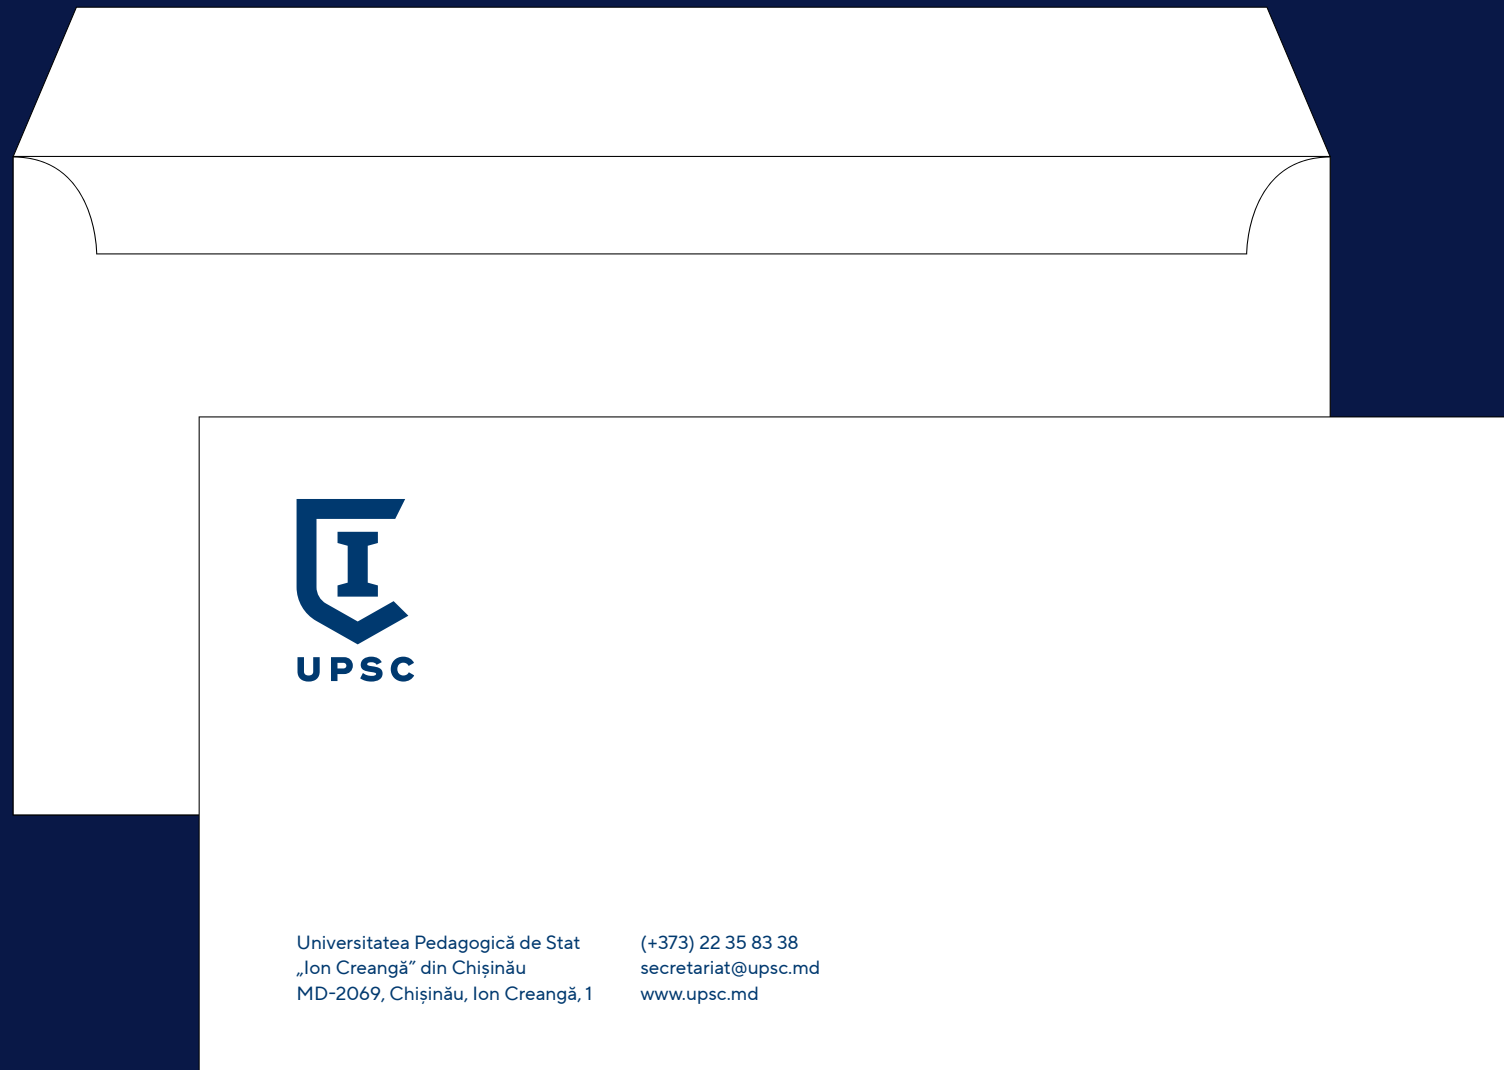 UPSC
Universitatea Pedagogică de Stat
„Ion Creangă” din Chișinău
MD-2069, Chișinău, Ion Creangă, 1
(+373) 22 35 83 38
secretariat@upsc.md
www.upsc.md